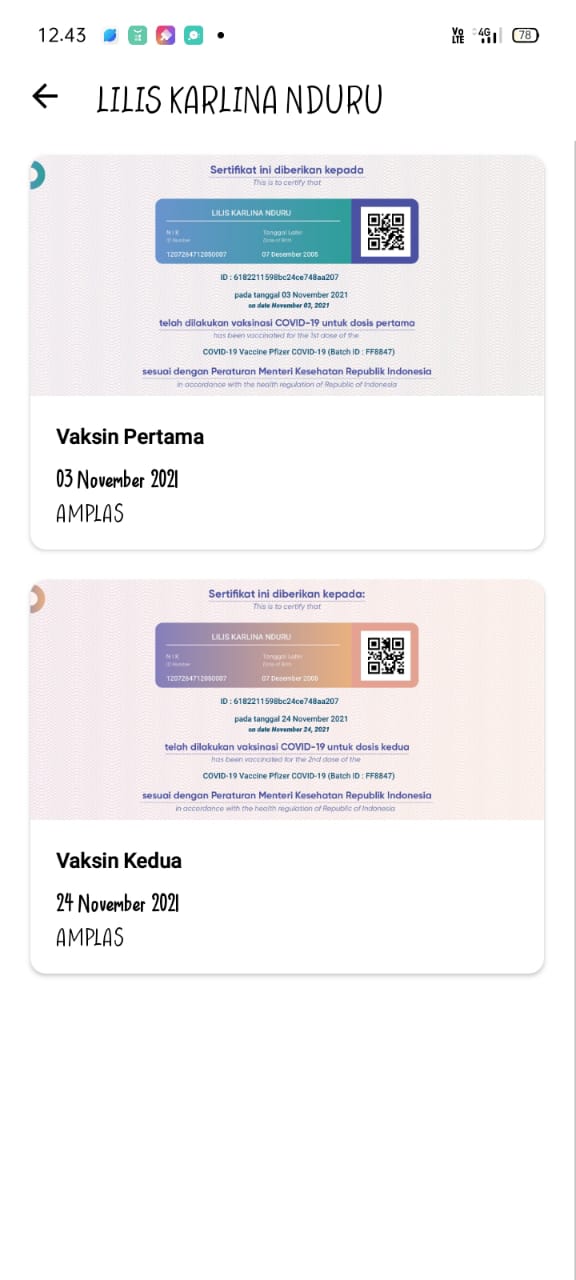 12.43
Vo LTE 4G 78
LILIS KARLINA NDURU
Sertifikat ini diberikan kepada
This is to certify that
LILIS KARLINA NDURU
NIK Tanggal Lahir
ID Number Date of Birth
1207264712050007 07 Desember 2005
ID : 6182211598bc24ce748aa207
pada tanggal 03 November 2021
on date November 03, 2021
telah dilakukan vaksinasi COVID-19 untuk dosis pertama
has been vaccinated for the 1st dose of the
COVID-19 Vaccine Pfizer COVID-19 (Batch ID : FF8847)
sesuai dengan Peraturan Menteri Kesehatan Republik Indonesia
in accordance with the health regulation of Republic of Indonesia
Vaksin Pertama
03 November 2021
AMPLAS
Sertifikat ini diberikan kepada:
This is to certify that
LILIS KARLINA NDURU
NIK Tanggal Lahir
ID Number Date of Birth
1207264712050007 07 Desember 2005
ID : 6182211598bc24ce748aa207
pada tanggal 24 November 2021
on date November 24, 2021
telah dilakukan vaksinasi COVID-19 untuk dosis kedua
has been vaccinated for the 2nd dose of the
COVID-19 Vaccine Pfizer COVID-19 (Batch ID : FF8847)
sesuai dengan Peraturan Menteri Kesehatan Republik Indonesia
in accordance with the health regulation of Republic of Indonesia
Vaksin Kedua
24 November 2021
AMPLAS